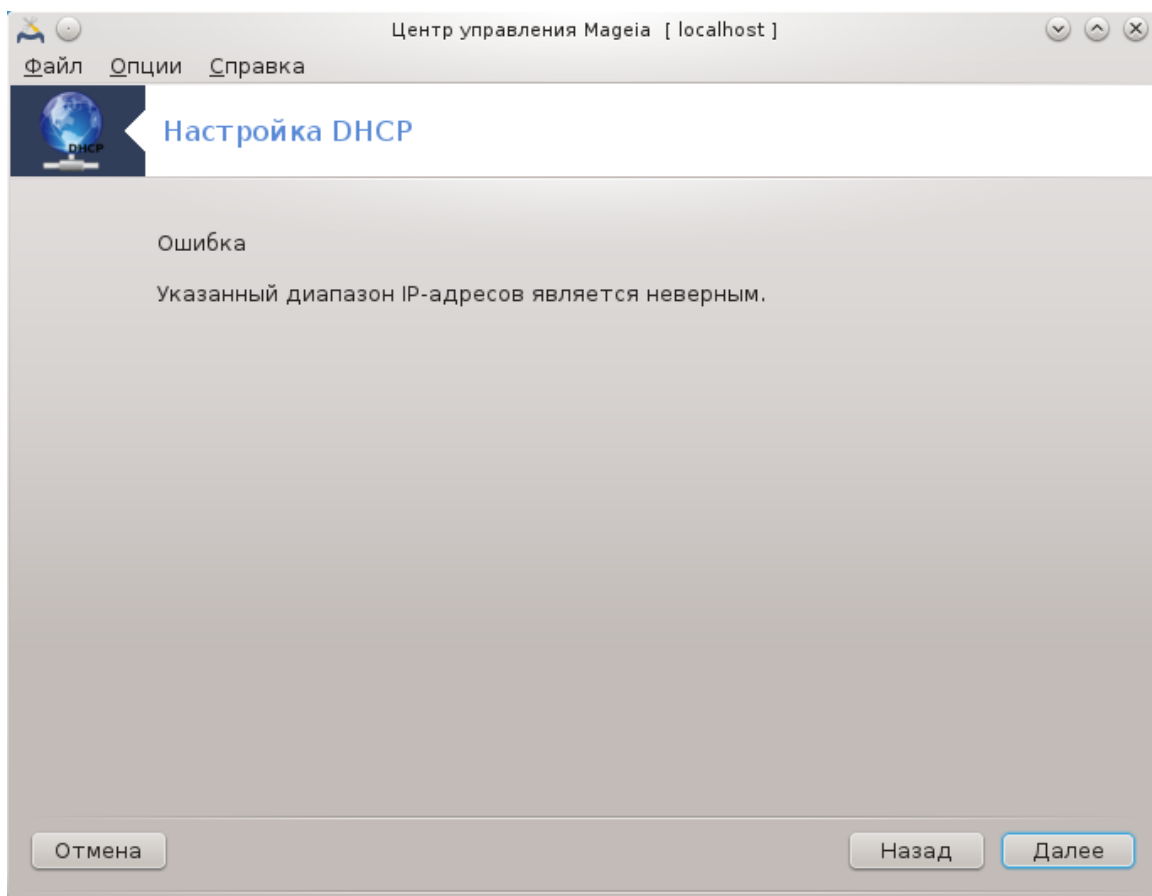 Центр управления Mageia [ localhost ]
Файл Опции Справка
DHCP
Настройка DHCP
Ошибка
Указанный диапазон IP-адресов является неверным.
Отмена Назад Далее